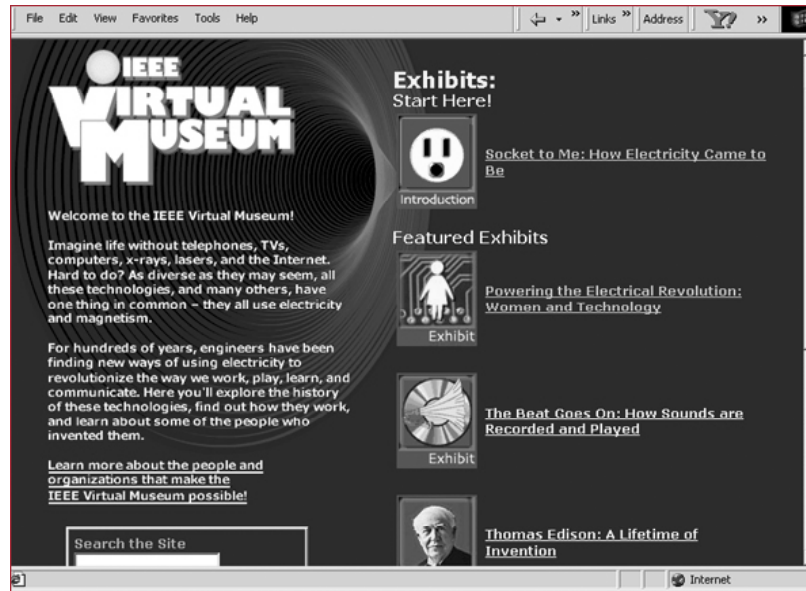 File Edit View Favorites Tools Help
Links Address
IEEE
VIRTUAL
MUSEUM
Welcome to the IEEE Virtual Museum!
Imagine life without telephones, TVs,
computers, x-rays, lasers, and the Internet.
Hard to do? As diverse as they may seem, all
these technologies, and many others, have
one thing in common – they all use electricity
and magnetism.
For hundreds of years, engineers have been
finding new ways of using electricity to
revolutionize the way we work, play, learn, and
communicate. Here you'll explore the history
of these technologies, find out how they work,
and learn about some of the people who
invented them.
Learn more about the people and
organizations that make the
IEEE Virtual Museum possible!
Search the Site
Exhibits:
Start Here!
Introduction
Socket to Me: How Electricity Came to
Be
Featured Exhibits
Exhibit
Powering the Electrical Revolution:
Women and Technology
Exhibit
The Beat Goes On: How Sounds are
Recorded and Played
Thomas Edison: A Lifetime of
Invention
Internet